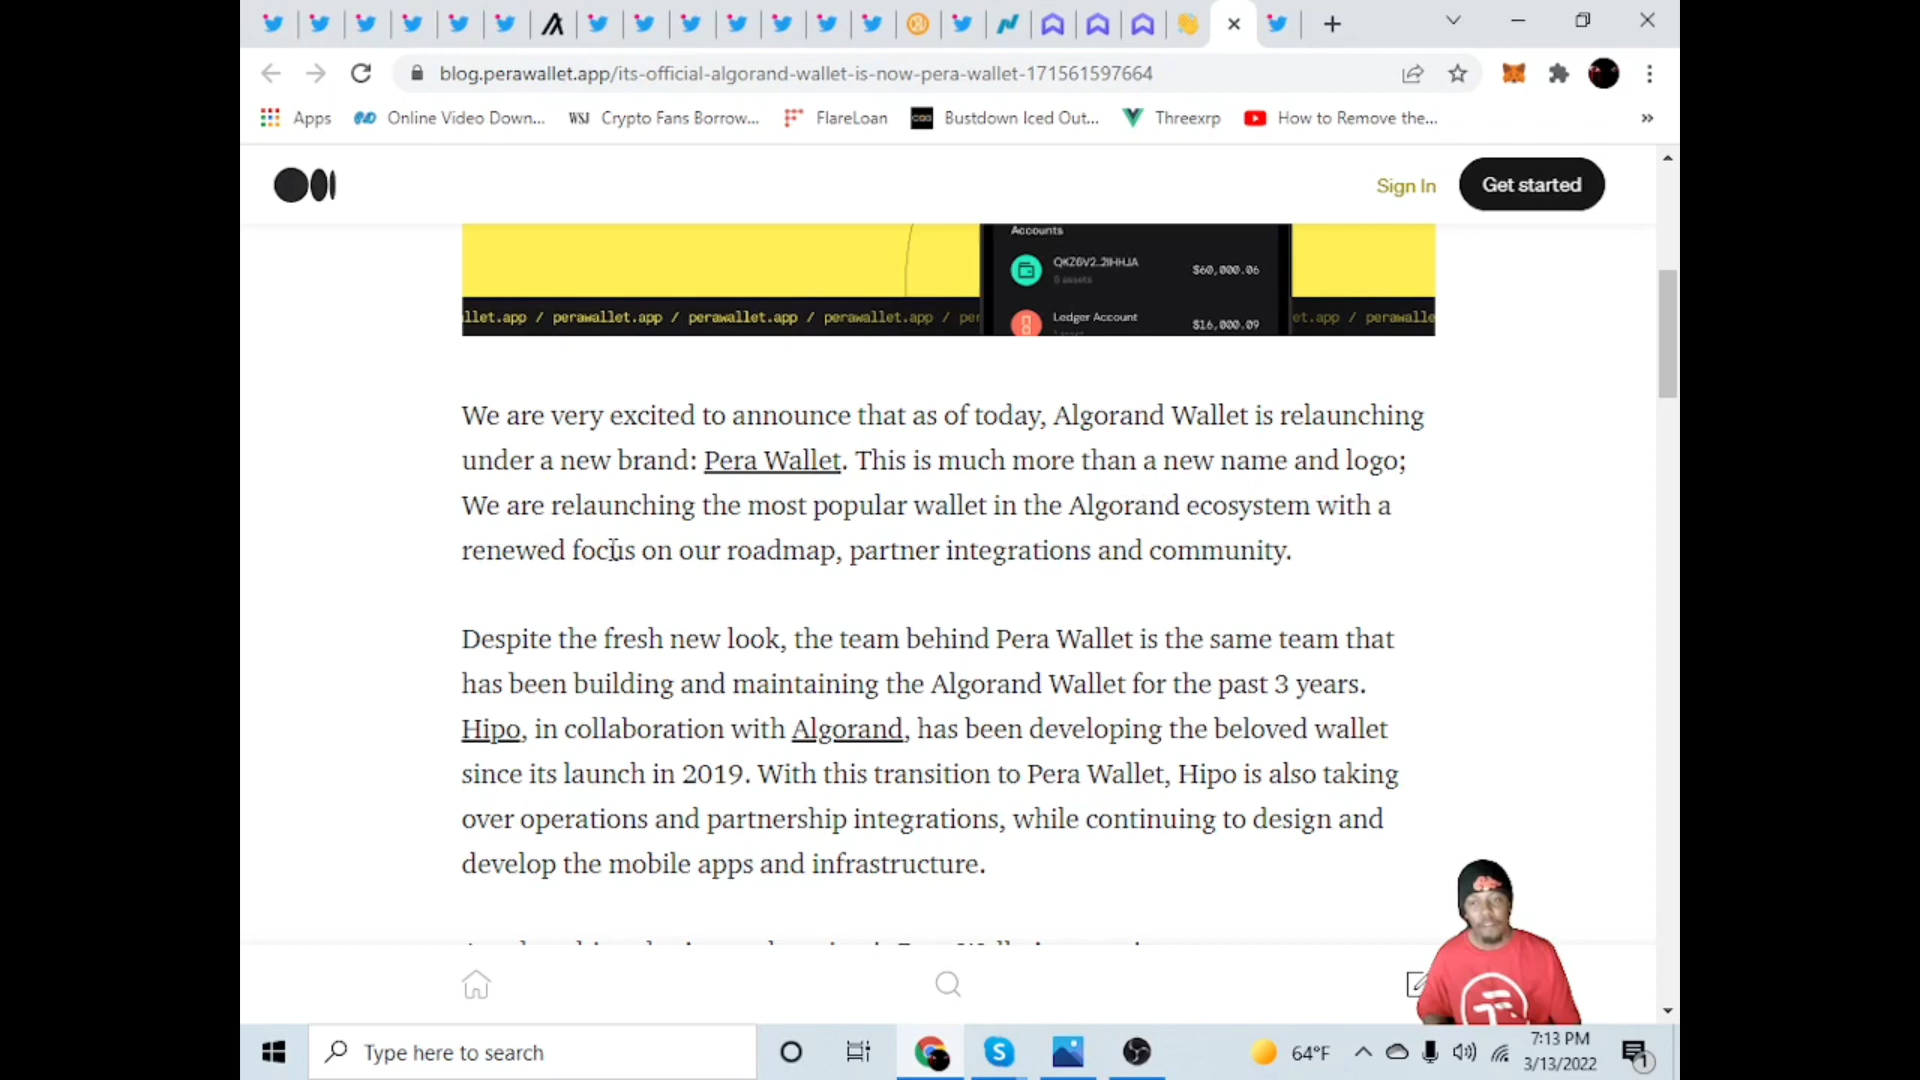 blog.perawallet.app/its-official-algorand-wallet-is-now-pera-wallet-171561597664
Apps
Online Video Down...
WSJ Crypto Fans Borrow...
FlareLoan
Bustdown Iced Out...
Threexrp
How to Remove the...
»
Sign In
Get started
Accounts
QKZ6V2..2IHHJA
$60,000.06
5 assets
Ledger Account
$16,000.09
llet.app / perawallet.app / perawallet.app / perawallet.app / per
et.app / perawalle
We are very excited to announce that as of today, Algorand Wallet is relaunching
under a new brand: Pera Wallet. This is much more than a new name and logo;
We are relaunching the most popular wallet in the Algorand ecosystem with a
renewed focus on our roadmap, partner integrations and community.
Despite the fresh new look, the team behind Pera Wallet is the same team that
has been building and maintaining the Algorand Wallet for the past 3 years.
Hipo, in collaboration with Algorand, has been developing the beloved wallet
since its launch in 2019. With this transition to Pera Wallet, Hipo is also taking
over operations and partnership integrations, while continuing to design and
develop the mobile apps and infrastructure.
Type here to search
64°F
7:13 PM
3/13/2022
1